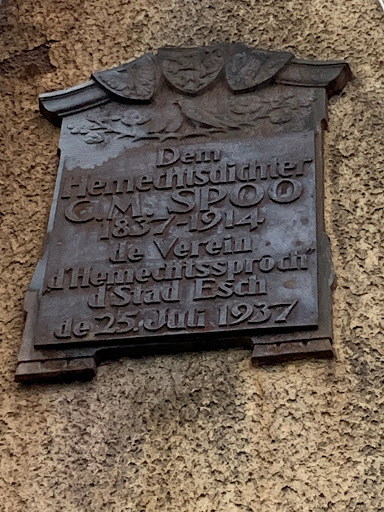 Dem
Hemechtsdichter
C.M. SPOO
1837-1914
de Verein
„d'Hemechtssproch"
d'Stad Esch
de 25. Juli 1937